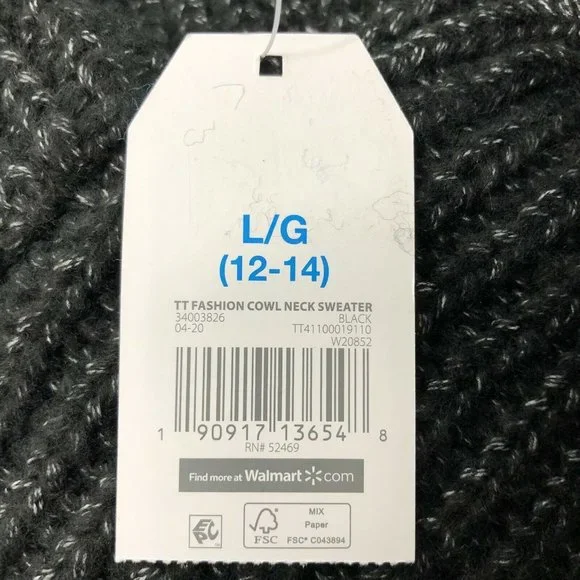 L/G
(12-14)
TT FASHION COWL NECK SWEATER
34003826 BLACK
04-20 TT41100019110
W20852
1 90917 13654 8
RN# 52469
Find more at Walmart.com
EPC
FSC
MIX
Paper
FSC® C043894